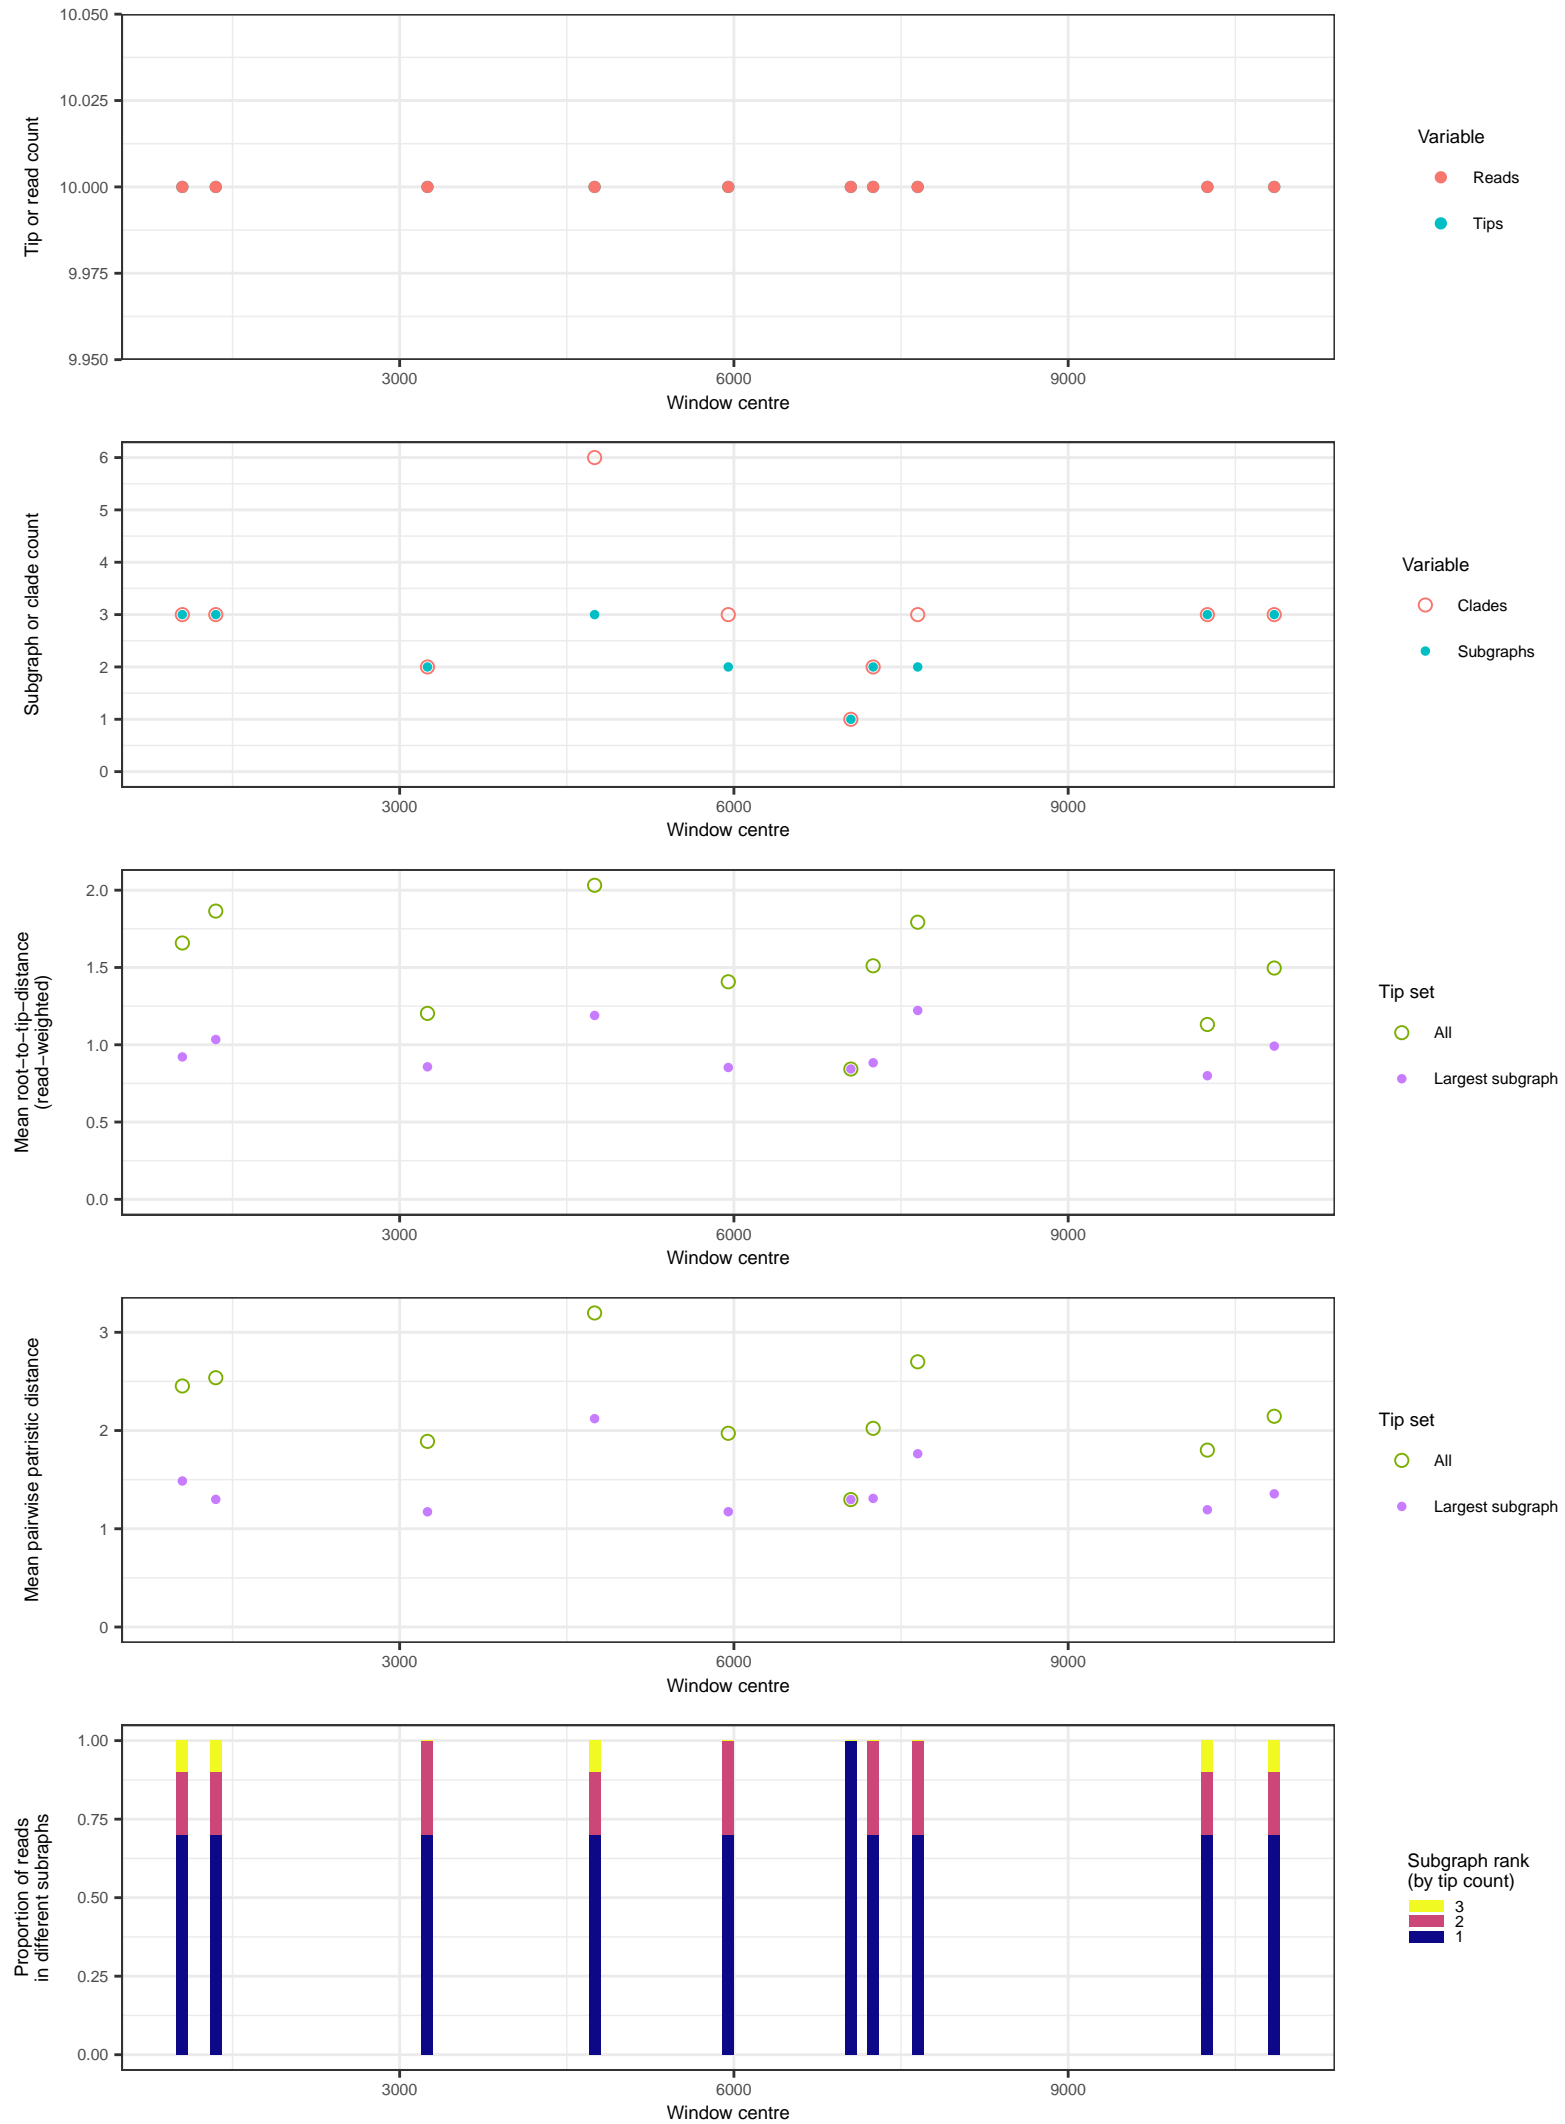 10.050
10.025
10.000
9.975
9.950
Tip or read count
3000
6000
9000
Window centre
Variable
Reads
Tips
6
5
4
3
2
1
0
Subgraph or clade count
3000
6000
9000
Window centre
Variable
Clades
Subgraphs
2.0
1.5
1.0
0.5
0.0
Mean root−to−tip−distance
(read−weighted)
3000
6000
9000
Window centre
Tip set
All
Largest subgraph
3
2
1
0
Mean pairwise patristic distance
3000
6000
9000
Window centre
Tip set
All
Largest subgraph
1.00
0.75
0.50
0.25
0.00
Proportion of reads
in different subraphs
3000
6000
9000
Window centre
Subgraph rank
(by tip count)
3
2
1